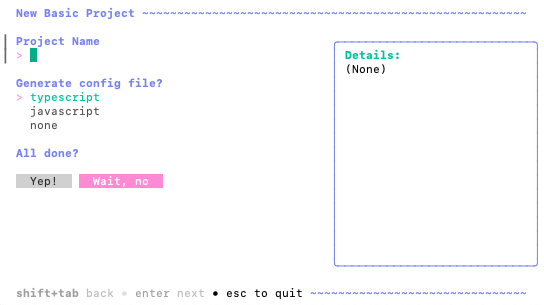 New Basic Project ~~~~~~~~~~~~~~~~~~~~~~~~~~~~~~~~~~~~~~~~~~~~~~~~~~~~~~~
Project Name
>
Generate config file?
> typescript
javascript
none
All done?
Yep! Wait, no
Details:
(None)
shift+tab back • enter next • esc to quit ~~~~~~~~~~~~~~~~~~~~~~~~~~~~~~~